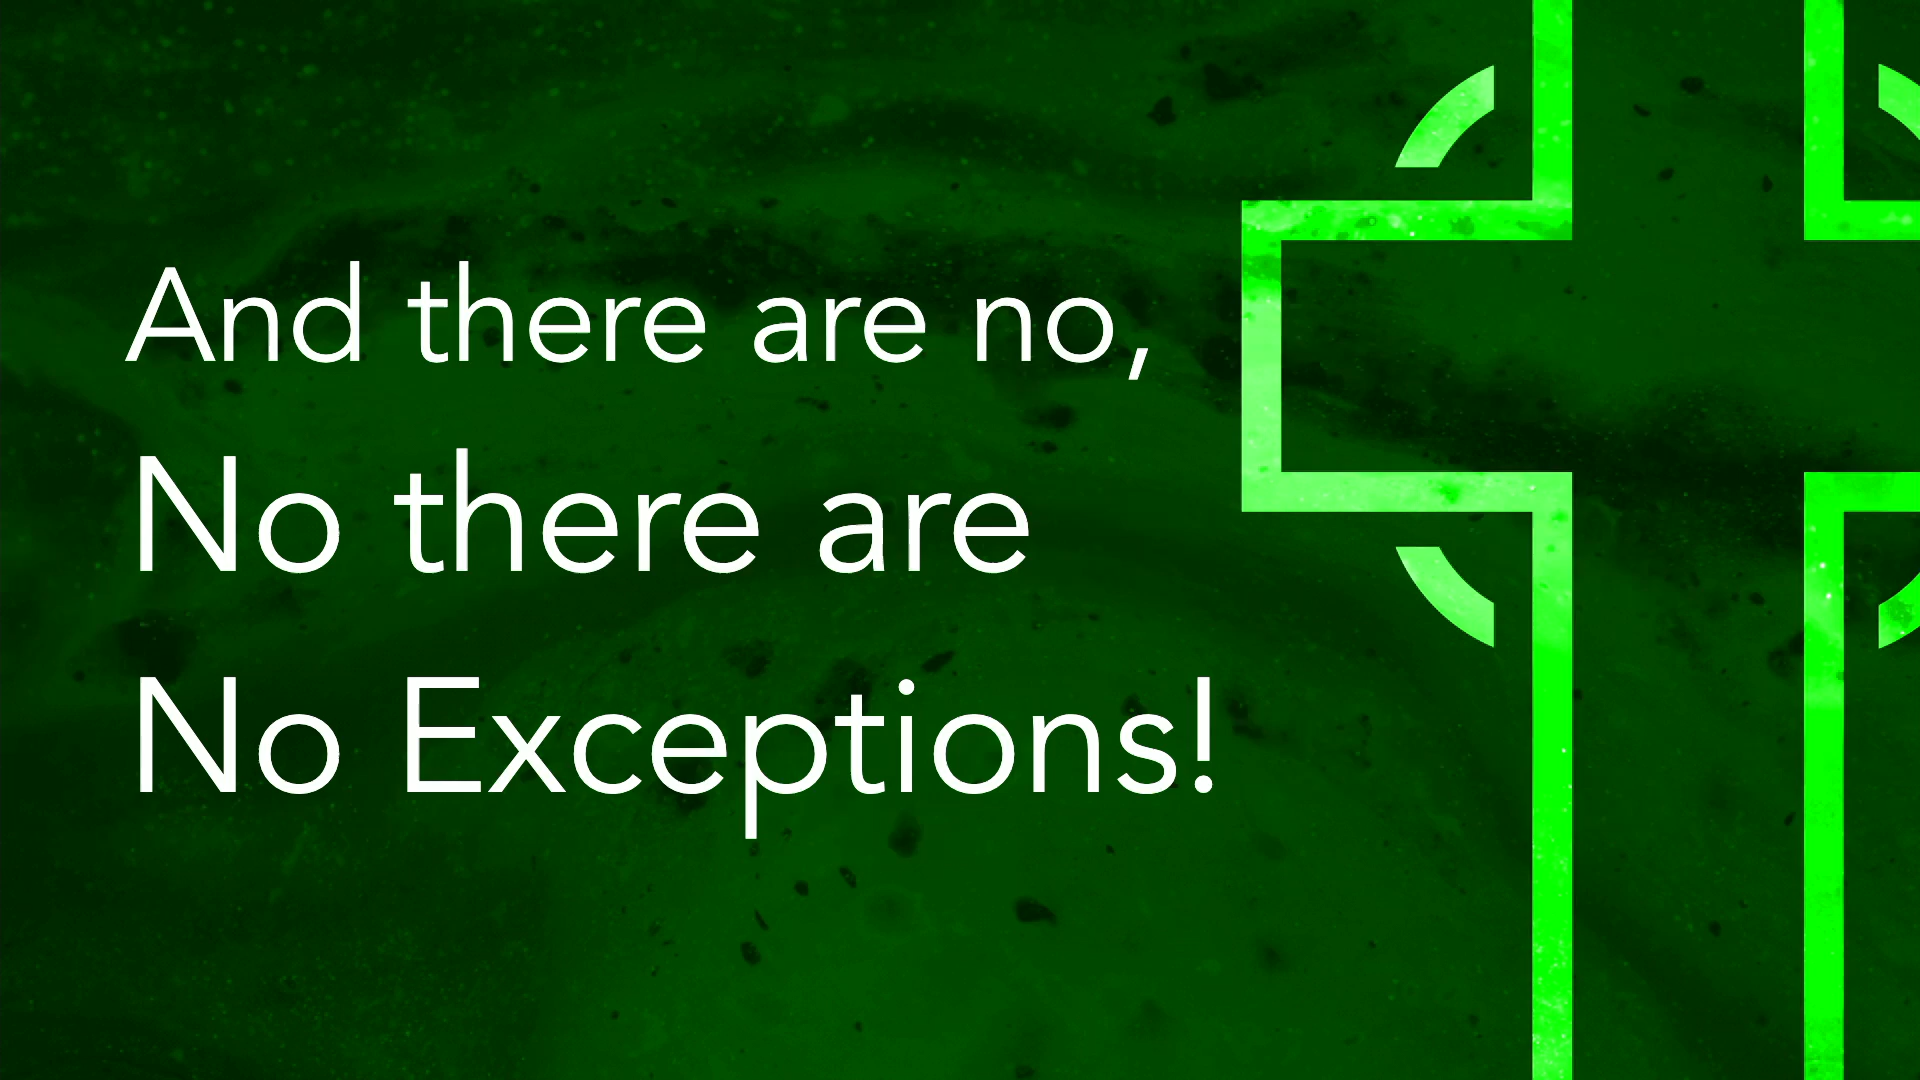 And there are no,
No there are
No Exceptions!